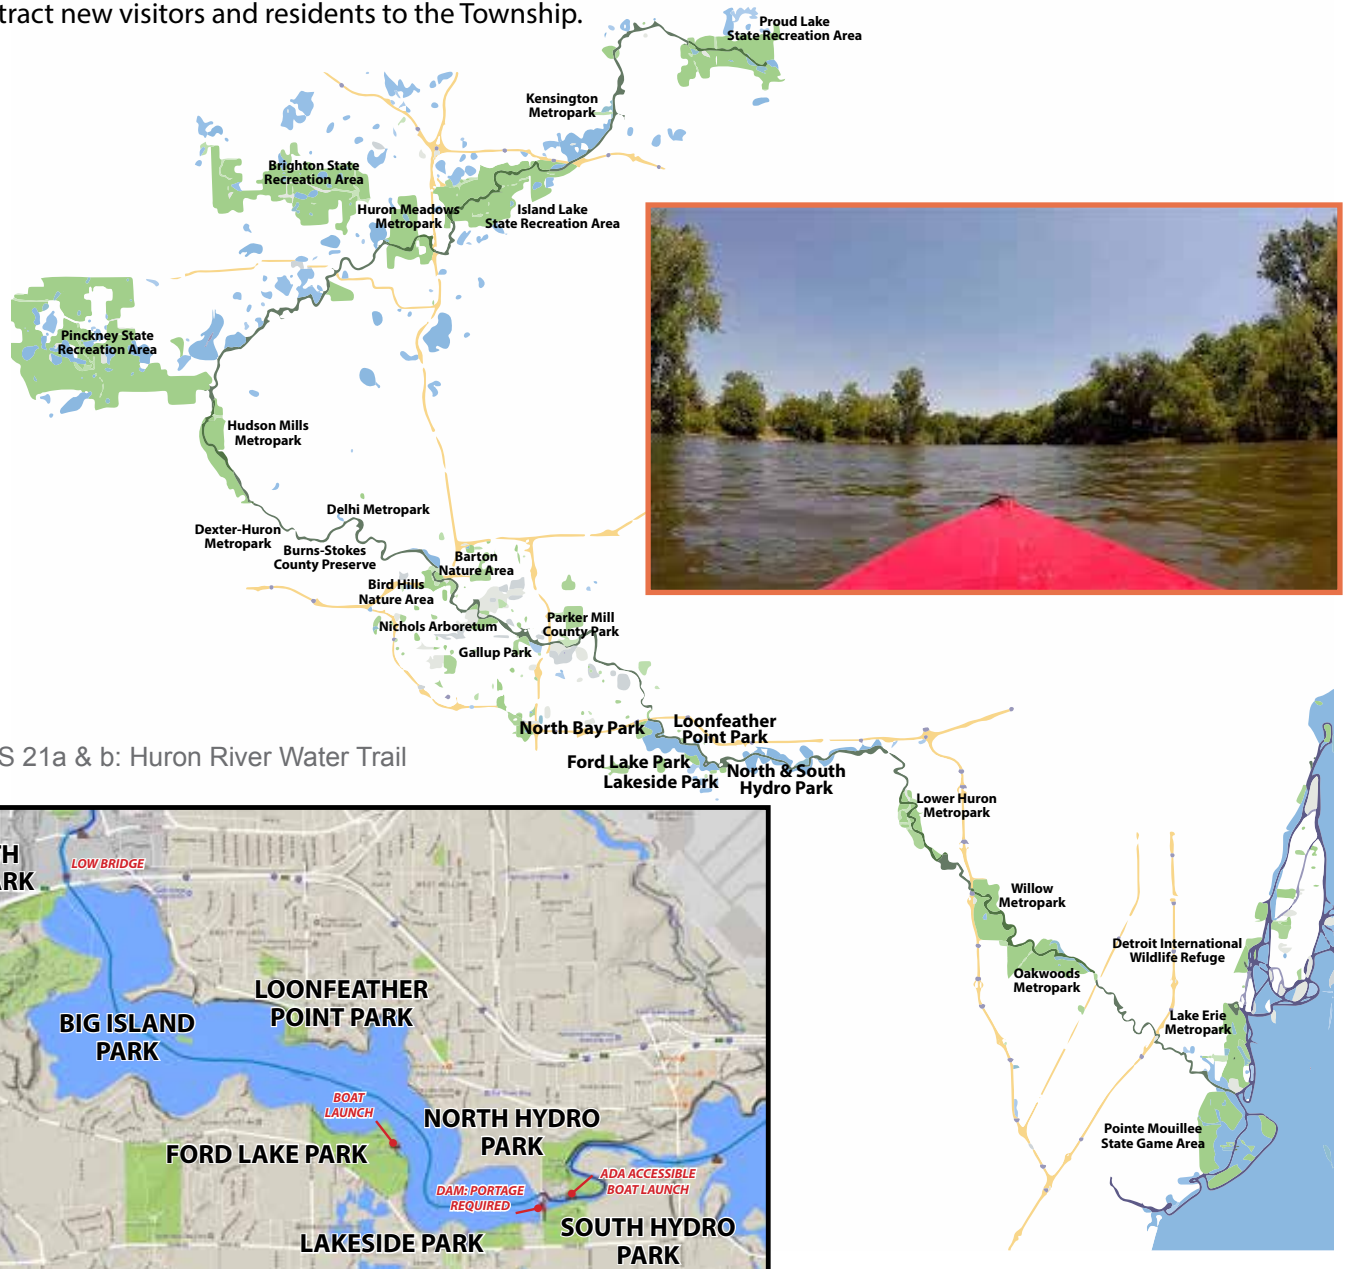 tract new visitors and residents to the Township.
Proud Lake
State Recreation Area
Kensington
Metropark
Brighton State
Recreation Area
Huron Meadows
Metropark
Island Lake
State Recreation Area
Pinckney State
Recreation Area
Hudson Mills
Metropark
Delhi Metropark
Dexter-Huron
Metropark
Burns-Stokes
County Preserve
Barton
Nature Area
Bird Hills
Nature Area
Nichols Arboretum
Parker Mill
County Park
Gallup Park
North Bay Park
Loonfeather
Point Park
Ford Lake Park
Lakeside Park
North & South
Hydro Park
S 21a & b: Huron River Water Trail
Lower Huron
Metropark
Willow
Metropark
Detroit International
Wildlife Refuge
Oakwoods
Metropark
Lake Erie
Metropark
Pointe Mouillee
State Game Area
TH
ARK
LOW BRIDGE
LOONFEATHER
POINT PARK
BIG ISLAND
PARK
BOAT
LAUNCH
NORTH HYDRO
PARK
FORD LAKE PARK
ADA ACCESSIBLE
BOAT LAUNCH
DAM: PORTAGE
REQUIRED
SOUTH HYDRO
PARK
LAKESIDE PARK